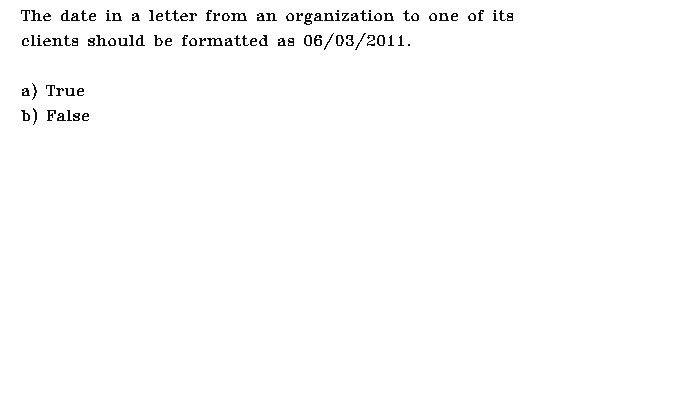 The date in a letter from an organization to one of its
clients should be formatted as 06/03/2011.
a) True
b) False